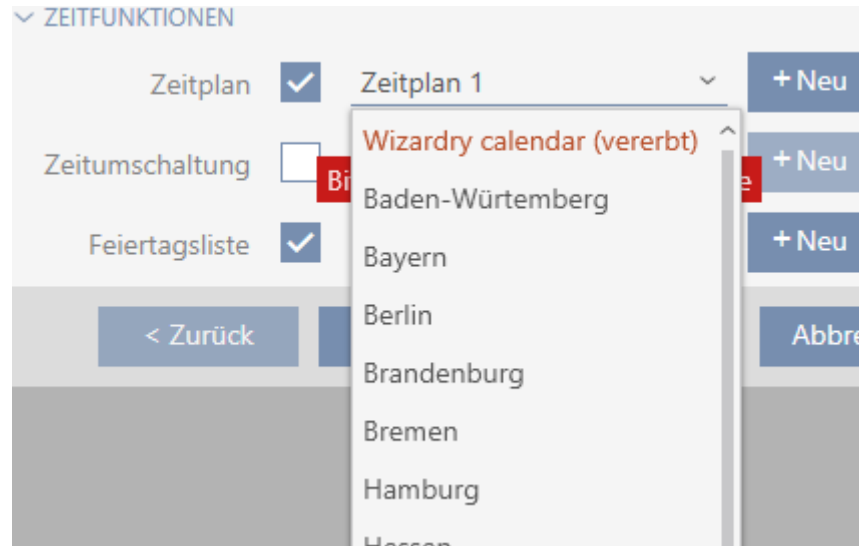 ZEITFUNKTIONEN
Zeitplan Zeitplan 1 + Neu
Wizardry calendar (vererbt)
Zeitumschaltung + Neu
Baden-Würtemberg
Feiertagsliste + Neu
Bayern
Berlin
< Zurück
Brandenburg
Bremen
Hamburg